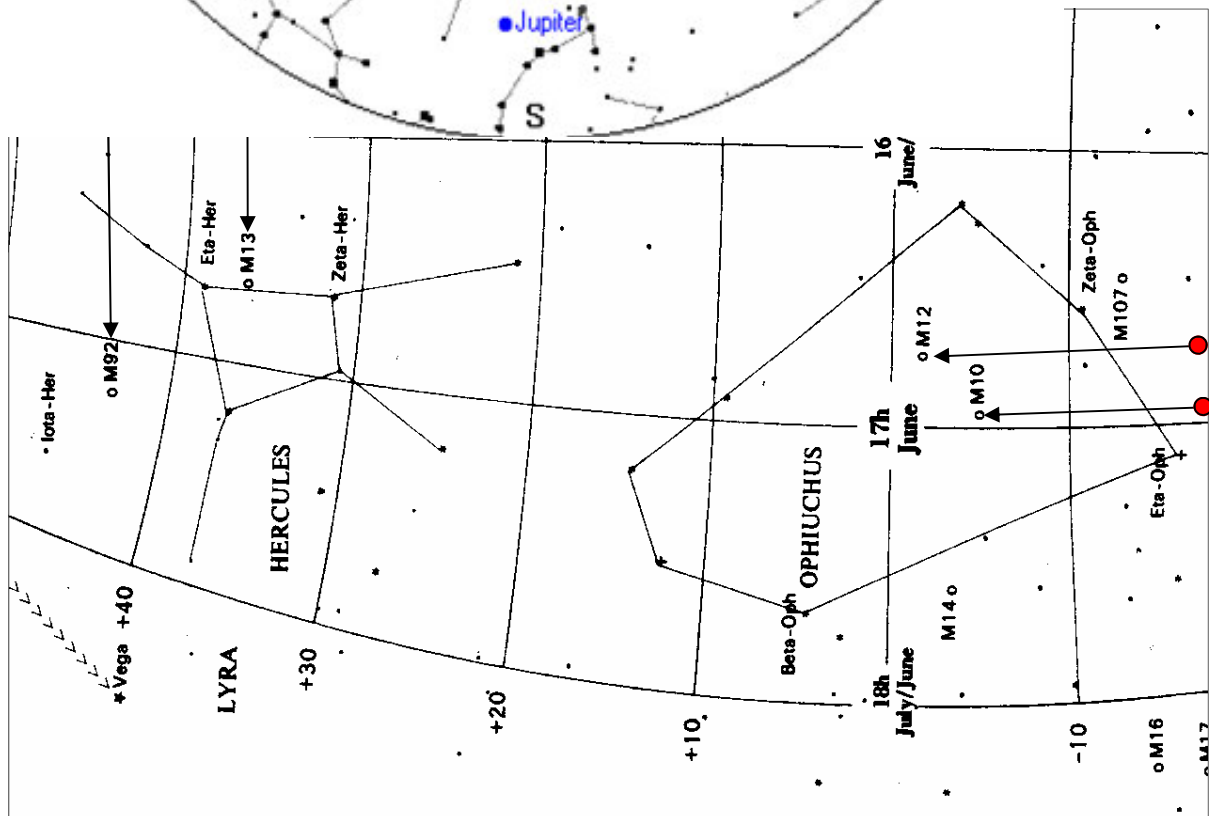 Jupiter
S
16
June/
Eta-Her
M13
Zeta-Her
Zeta-Oph
M107
M12
M92
M10
Iota-Her
17h
June
HERCULES
OPHIUCHUS
Eta-Oph
Beta-Oph
M14
+40
Vega
LYRA
+30
+20
+10
18h
July/June
-10
M16
M17